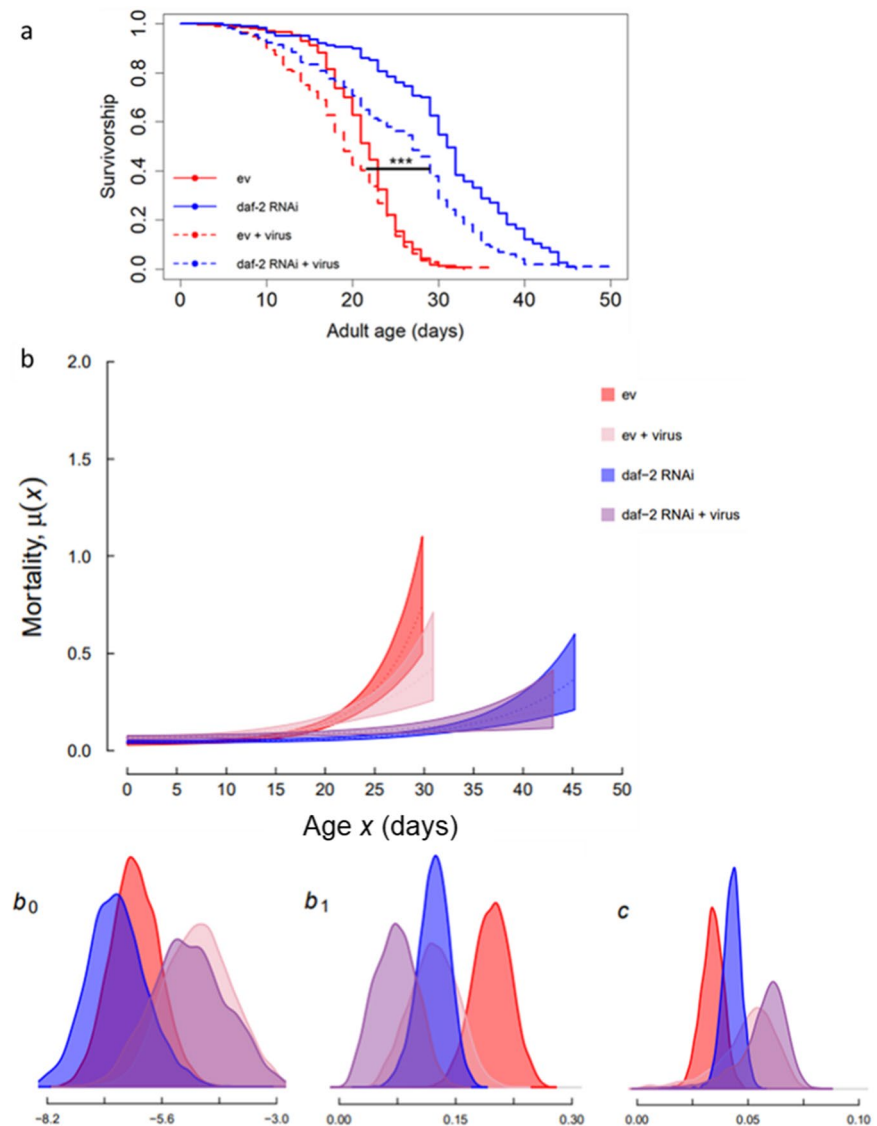 a
Survivorship
1.0
0.8
0.6
0.4
0.2
0.0
***
ev
daf-2 RNAi
ev + virus
daf-2 RNAi + virus
0 10 20 30 40 50
Adult age (days)
b
Mortality, μ(x)
2.0
1.5
1.0
0.5
0.0
ev
ev + virus
daf−2 RNAi
daf−2 RNAi + virus
0 5 10 15 20 25 30 35 40 45 50
Age x (days)
b0
−8.2 −5.6 −3.0
b1
0.00 0.15 0.30
c
0.00 0.05 0.10